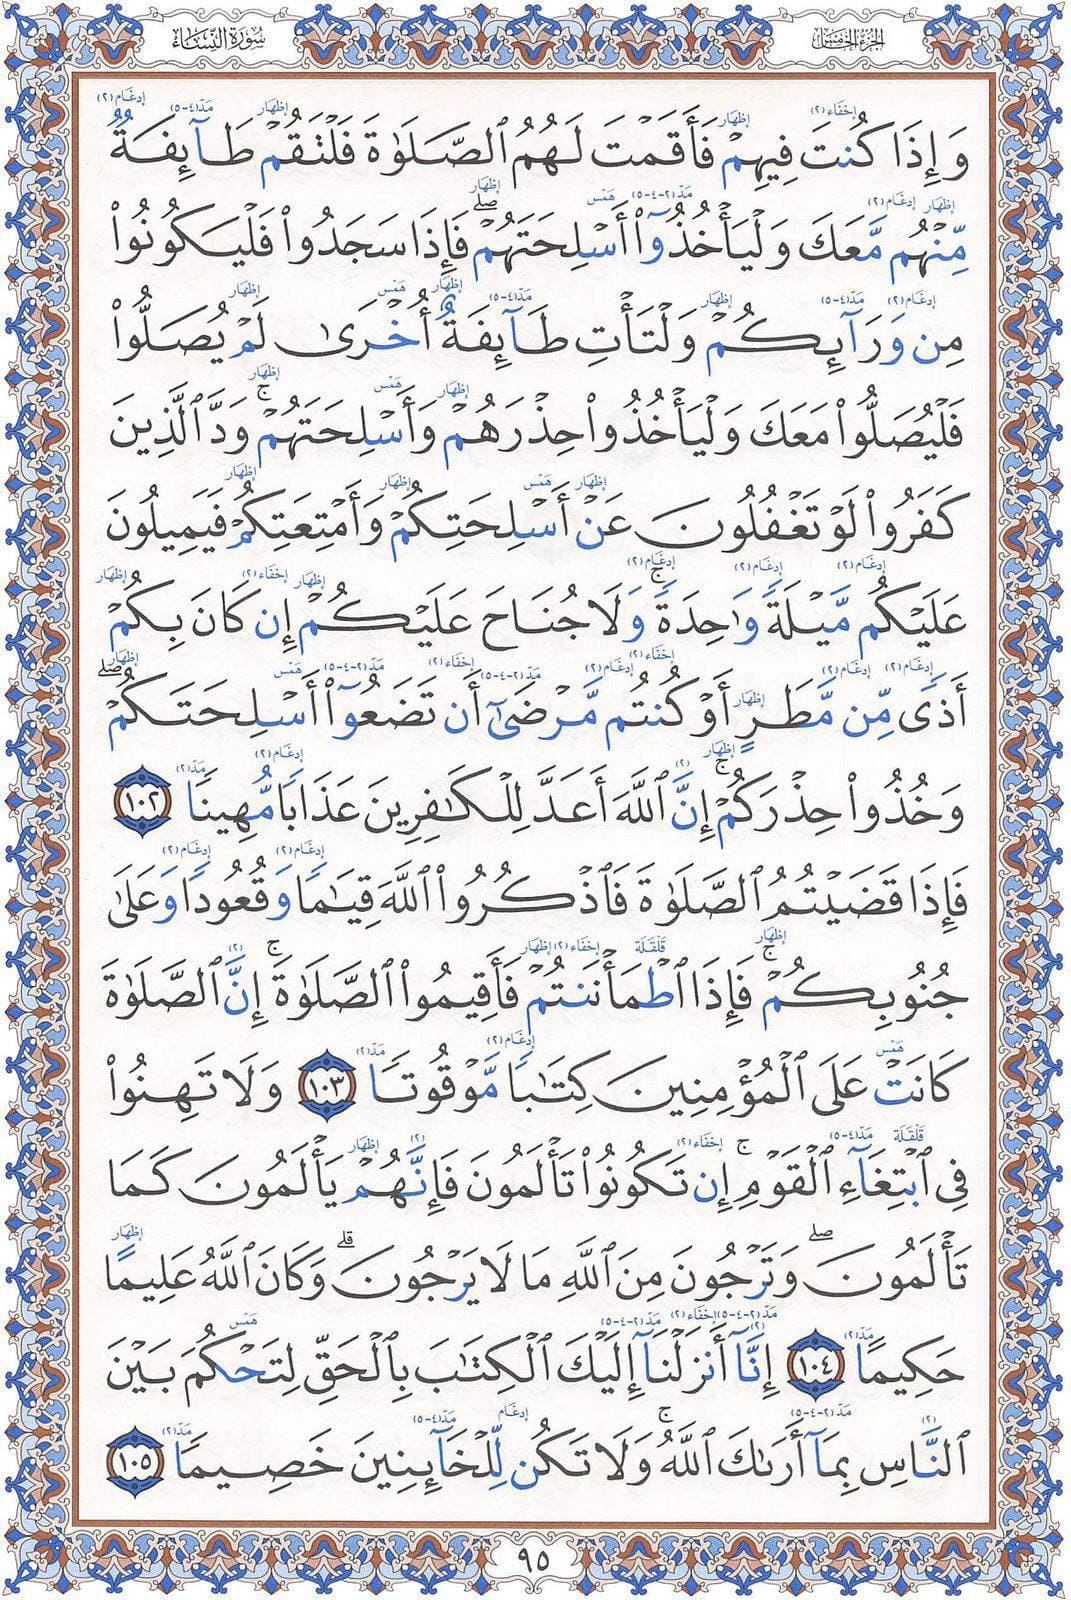 سورة النساء
الجزء الخامس
وَإِذَا كُنتَ فِيهِمْ فَأَقَمْتَ لَهُمُ ٱلصَّلَوٰةَ فَلْتَقُمْ طَآئِفَةٌ
مِّنْهُم مَّعَكَ وَلْيَأْخُذُوٓا۟ أَسْلِحَتَهُمْ ۖ فَإِذَا سَجَدُوا۟ فَلْيَكُونُوا۟
مِن وَرَآئِكُمْ وَلْتَأْتِ طَآئِفَةٌ أُخْرَىٰ لَمْ يُصَلُّوا۟
فَلْيُصَلُّوا۟ مَعَكَ وَلْيَأْخُذُوا۟ حِذْرَهُمْ وَأَسْلِحَتَهُمْ ۗ وَدَّ ٱلَّذِينَ
كَفَرُوا۟ لَوْ تَغْفُلُونَ عَنْ أَسْلِحَتِكُمْ وَأَمْتِعَتِكُمْ فَيَمِيلُونَ
عَلَيْكُم مَّيْلَةً وَٰحِدَةً ۚ وَلَا جُنَاحَ عَلَيْكُمْ إِن كَانَ بِكُمْ
أَذًى مِّن مَّطَرٍ أَوْ كُنتُم مَّرْضَىٰٓ أَن تَضَعُوٓا۟ أَسْلِحَتَكُمْ ۖ
وَخُذُوا۟ حِذْرَكُمْ ۗ إِنَّ ٱللَّهَ أَعَدَّ لِلْكَٰفِرِينَ عَذَابًا مُّهِينًا ١٠٢
فَإِذَا قَضَيْتُمُ ٱلصَّلَوٰةَ فَٱذْكُرُوا۟ ٱللَّهَ قِيَٰمًا وَقُعُودًا وَعَلَىٰ
جُنُوبِكُمْ ۚ فَإِذَا ٱطْمَأْنَنتُمْ فَأَقِيمُوا۟ ٱلصَّلَوٰةَ ۚ إِنَّ ٱلصَّلَوٰةَ
كَانَتْ عَلَى ٱلْمُؤْمِنِينَ كِتَٰبًا مَّوْقُوتًا ١٠٣ وَلَا تَهِنُوا۟
فِى ٱبْتِغَآءِ ٱلْقَوْمِ ۖ إِن تَكُونُوا۟ تَأْلَمُونَ فَإِنَّهُمْ يَأْلَمُونَ كَمَا
تَأْلَمُونَ ۖ وَتَرْجُونَ مِنَ ٱللَّهِ مَا لَا يَرْجُونَ ۗ وَكَانَ ٱللَّهُ عَلِيمًا
حَكِيمًا ١٠٤ إِنَّآ أَنزَلْنَآ إِلَيْكَ ٱلْكِتَٰبَ بِٱلْحَقِّ لِتَحْكُمَ بَيْنَ
ٱلنَّاسِ بِمَآ أَرَىٰكَ ٱللَّهُ ۚ وَلَا تَكُن لِّلْخَآئِنِينَ خَصِيمًا ١٠٥
٩٥